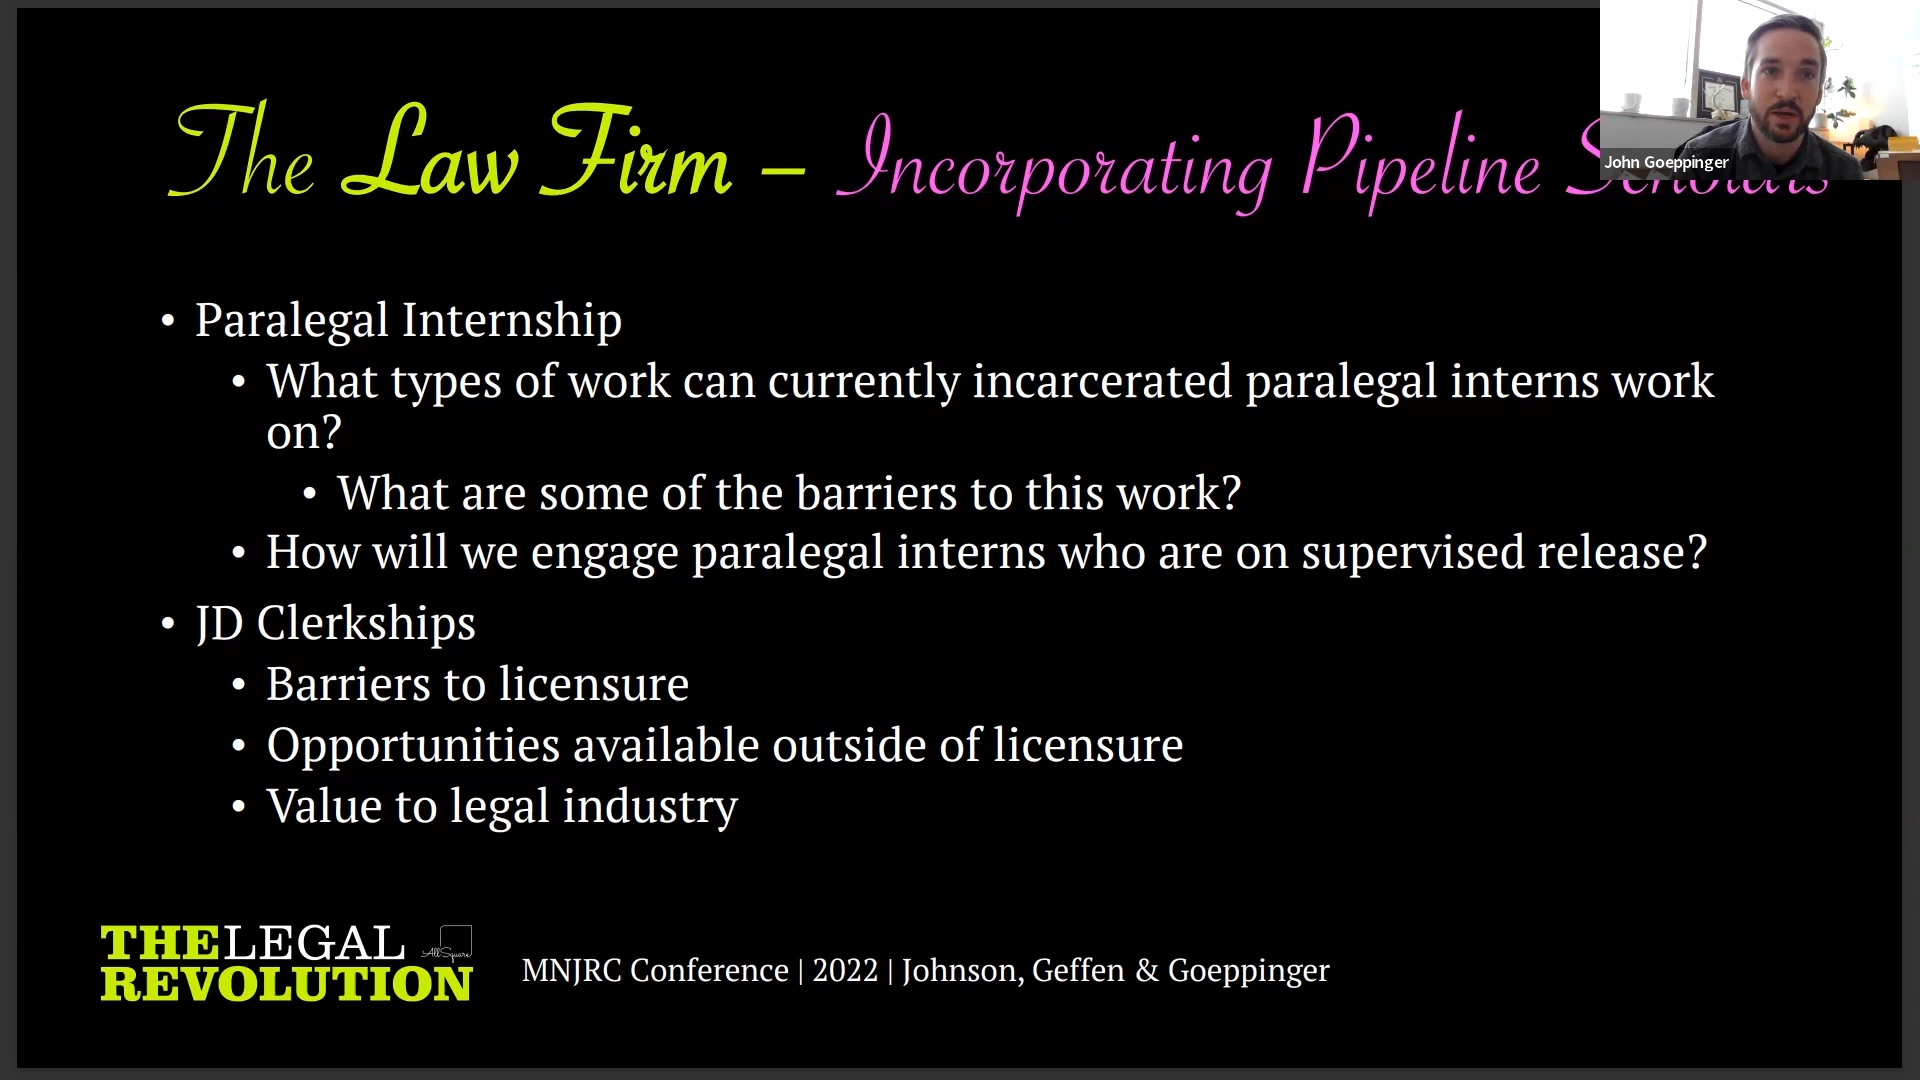 The Law Firm – Incorporating Pipeline Scholars
John Goeppinger
• Paralegal Internship
• What types of work can currently incarcerated paralegal interns work
on?
• What are some of the barriers to this work?
• How will we engage paralegal interns who are on supervised release?
• JD Clerkships
• Barriers to licensure
• Opportunities available outside of licensure
• Value to legal industry
THE LEGAL
AllSquare
REVOLUTION
MNJRC Conference | 2022 | Johnson, Geffen & Goeppinger